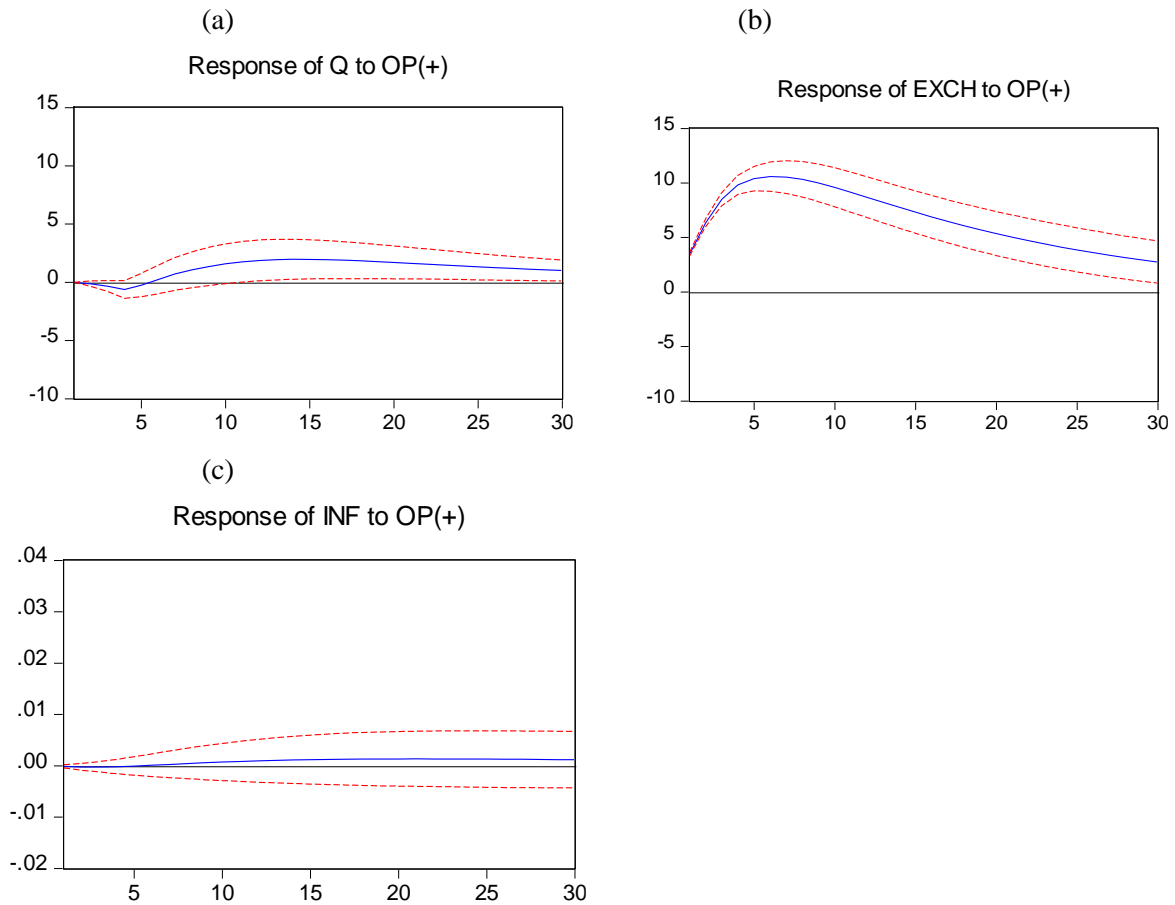 (a)
Response of Q to OP(+)
15
10
5
0
-5
-10
5 10 15 20 25 30
(b)
Response of EXCH to OP(+)
15
10
5
0
-5
-10
5 10 15 20 25 30
(c)
Response of INF to OP(+)
.04
.03
.02
.01
.00
-.01
-.02
5 10 15 20 25 30